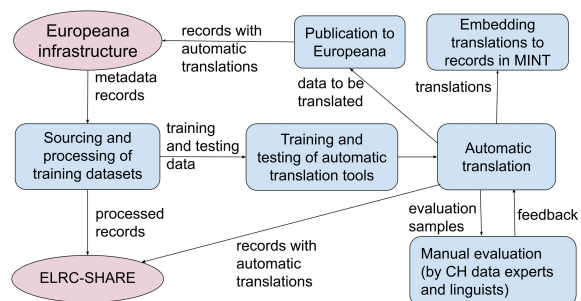 Europeana
infrastructure
records with
automatic
translations
Publication to
Europeana
Embedding
translations to
records in MINT
metadata
records
data to be
translated
translations
Sourcing and
processing of
training datasets
training
and testing
data
Training and
testing of automatic
translation tools
Automatic
translation
processed
records
evaluation
samples
feedback
records with
automatic
translations
ELRC-SHARE
Manual evaluation
(by CH data experts
and linguists)